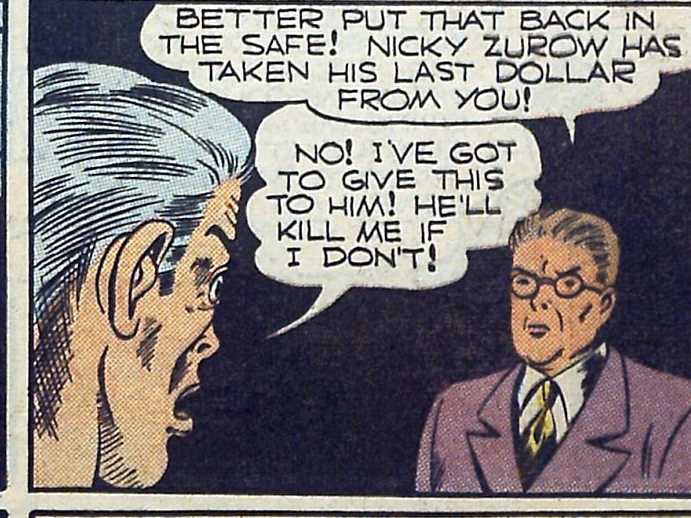 BETTER PUT THAT BACK IN
THE SAFE! NICKY ZUROW HAS
TAKEN HIS LAST DOLLAR
FROM YOU!
NO! I'VE GOT
TO GIVE THIS
TO HIM! HE'LL
KILL ME IF
I DON'T!